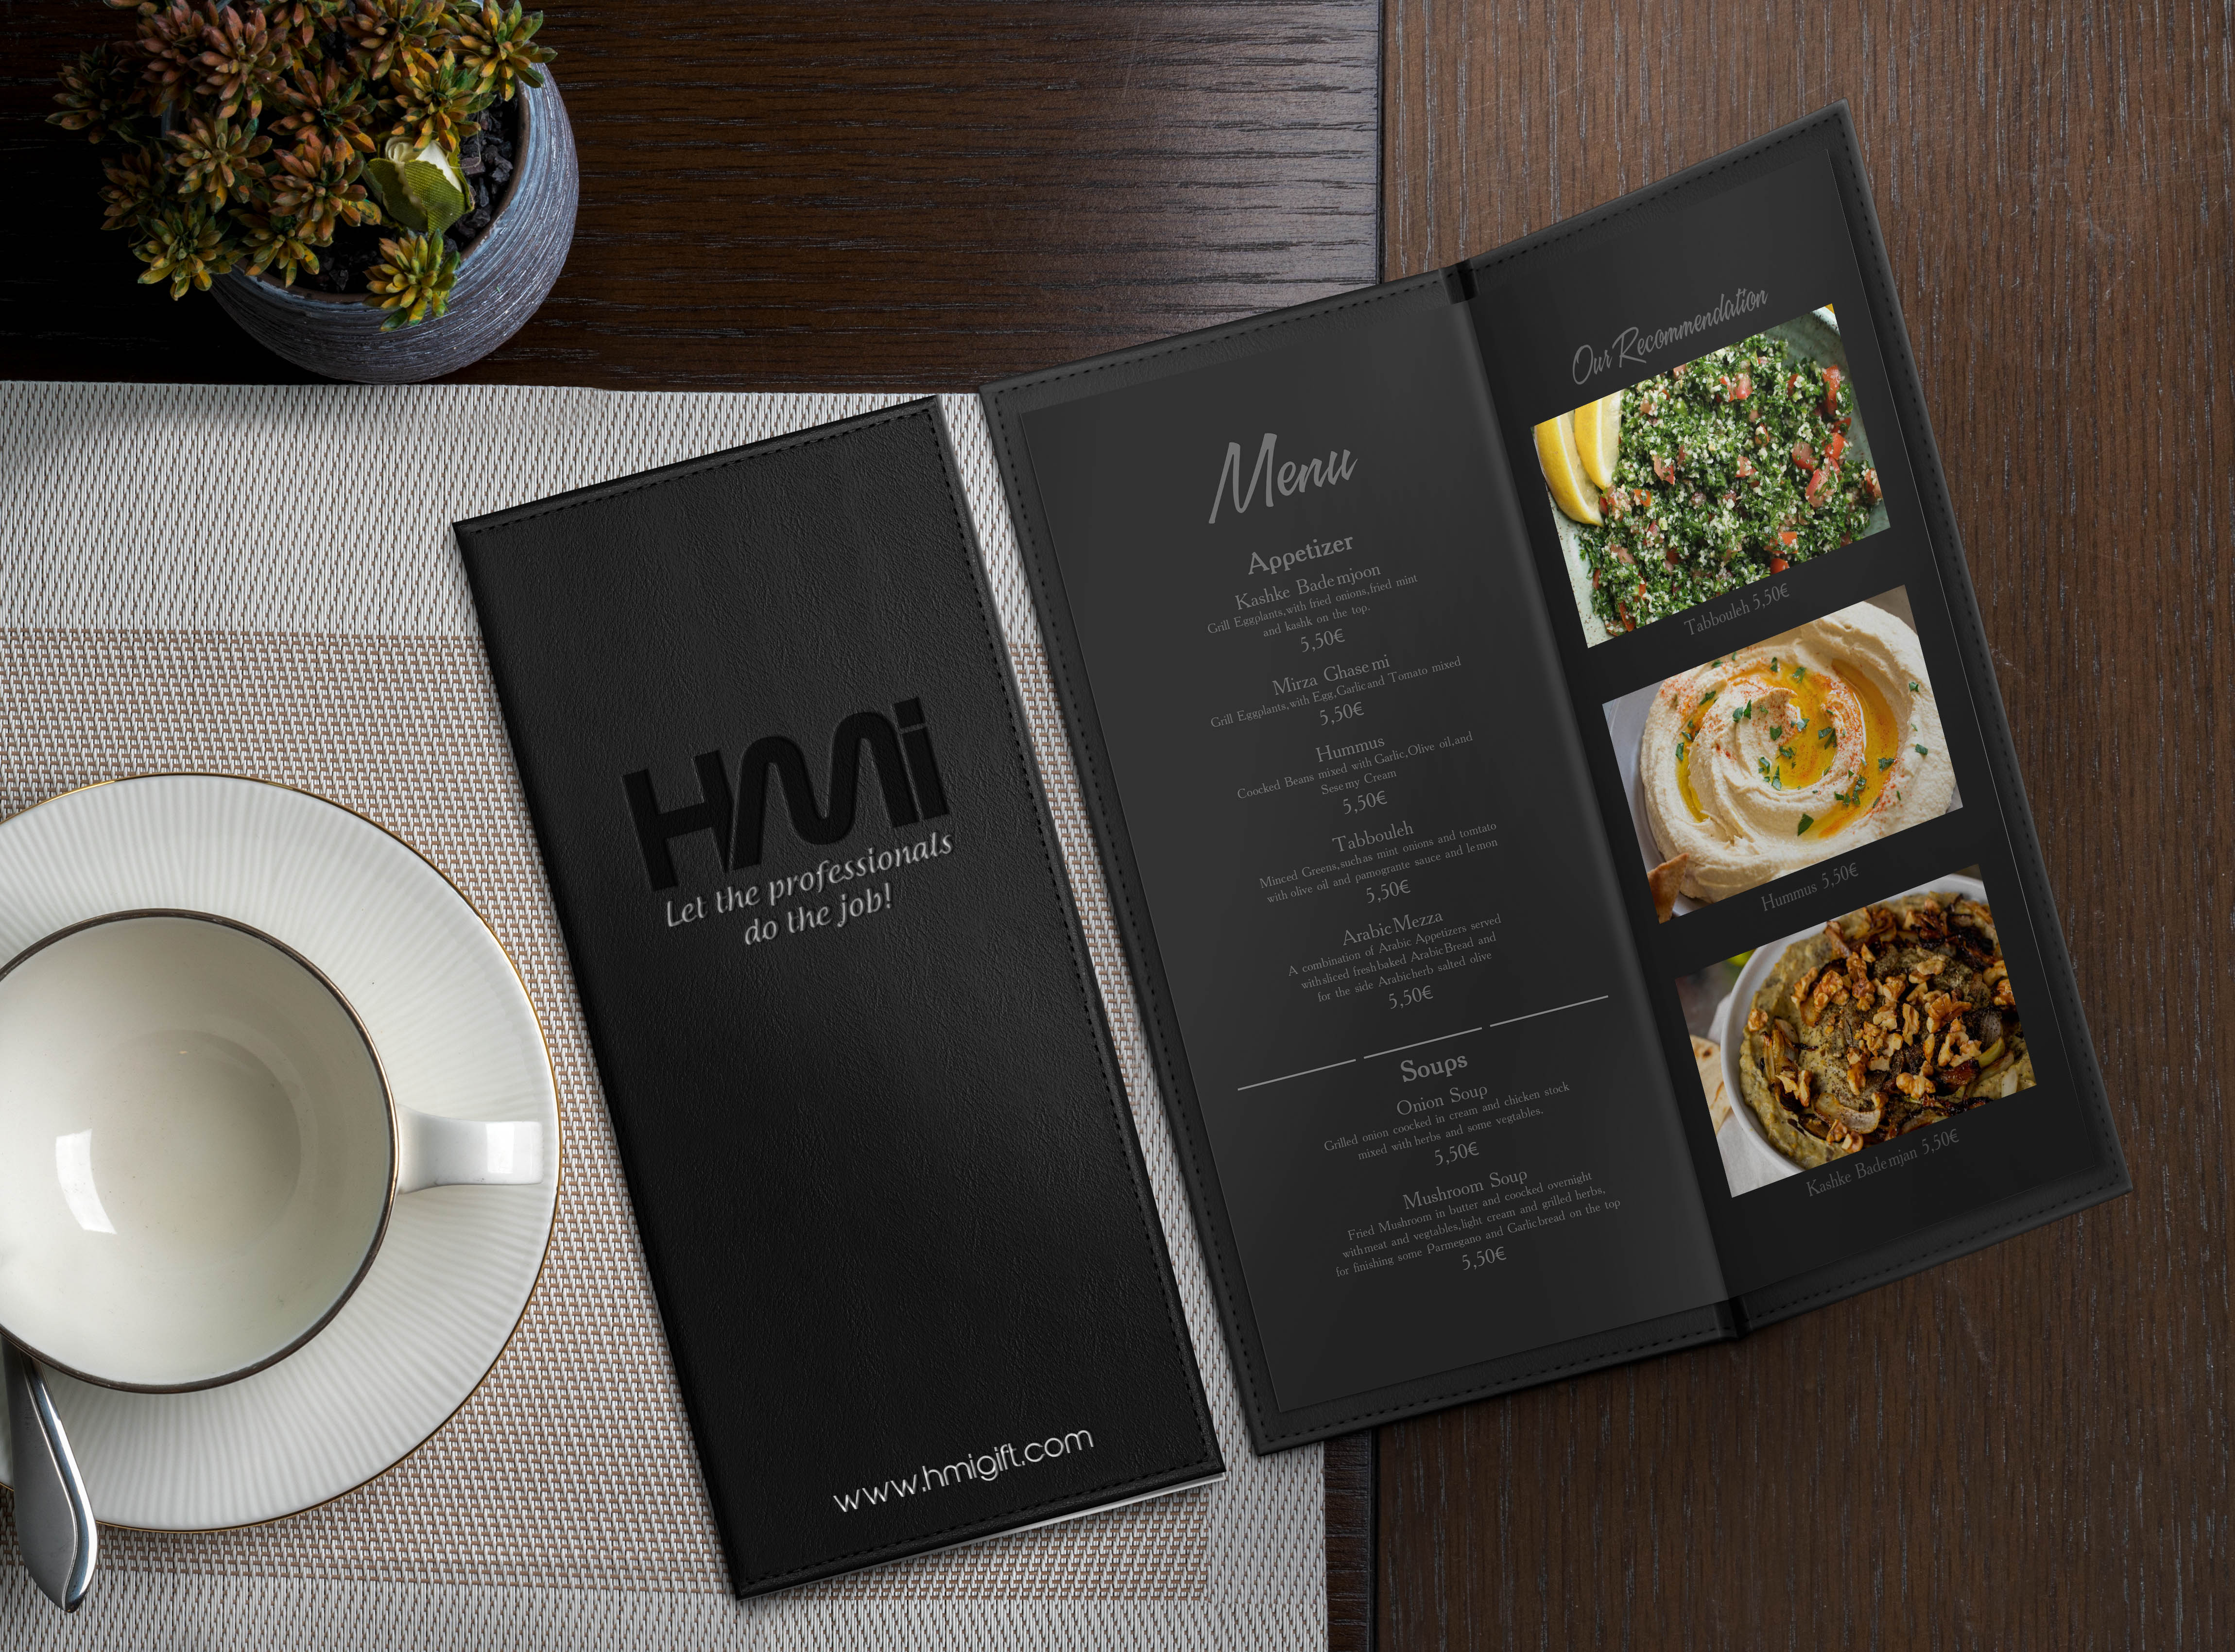 HMi
Let the professionals
do the job!
www.hmigift.com
Menu
Appetizer
Kashke Bademjoon
Grill Eggplants,with fried onions,fried mint
and kashk on the top.
5,50€
Mirza Ghasemi
Grill Eggplants,with Egg,Garlic and Tomato mixed
5,50€
Hummus
Coocked Beans mixed with Garlic,Olive oil,and
Sesemy Cream
5,50€
Tabbouleh
Minced Greens,such as mint onions and tomtato
with olive oil and pamogrante sauce and lemon
5,50€
Arabic Mezza
A combination of Arabic Appetizers served
with sliced fresh baked Arabic Bread and
for the side Arabic herb salted olive
5,50€
Soups
Onion Soup
Grilled onion coocked in cream and chicken stock
mixed with herbs and some vegtables.
5,50€
Mushroom Soup
Fried Mushroom in butter and coocked overnight
with meat and vegtables,light cream and grilled herbs,
for finishing some Parmegano and Garlic bread on the top
5,50€
Our Recommendation
Tabbouleh 5,50€
Hummus 5,50€
Kashke Bademjan 5,50€